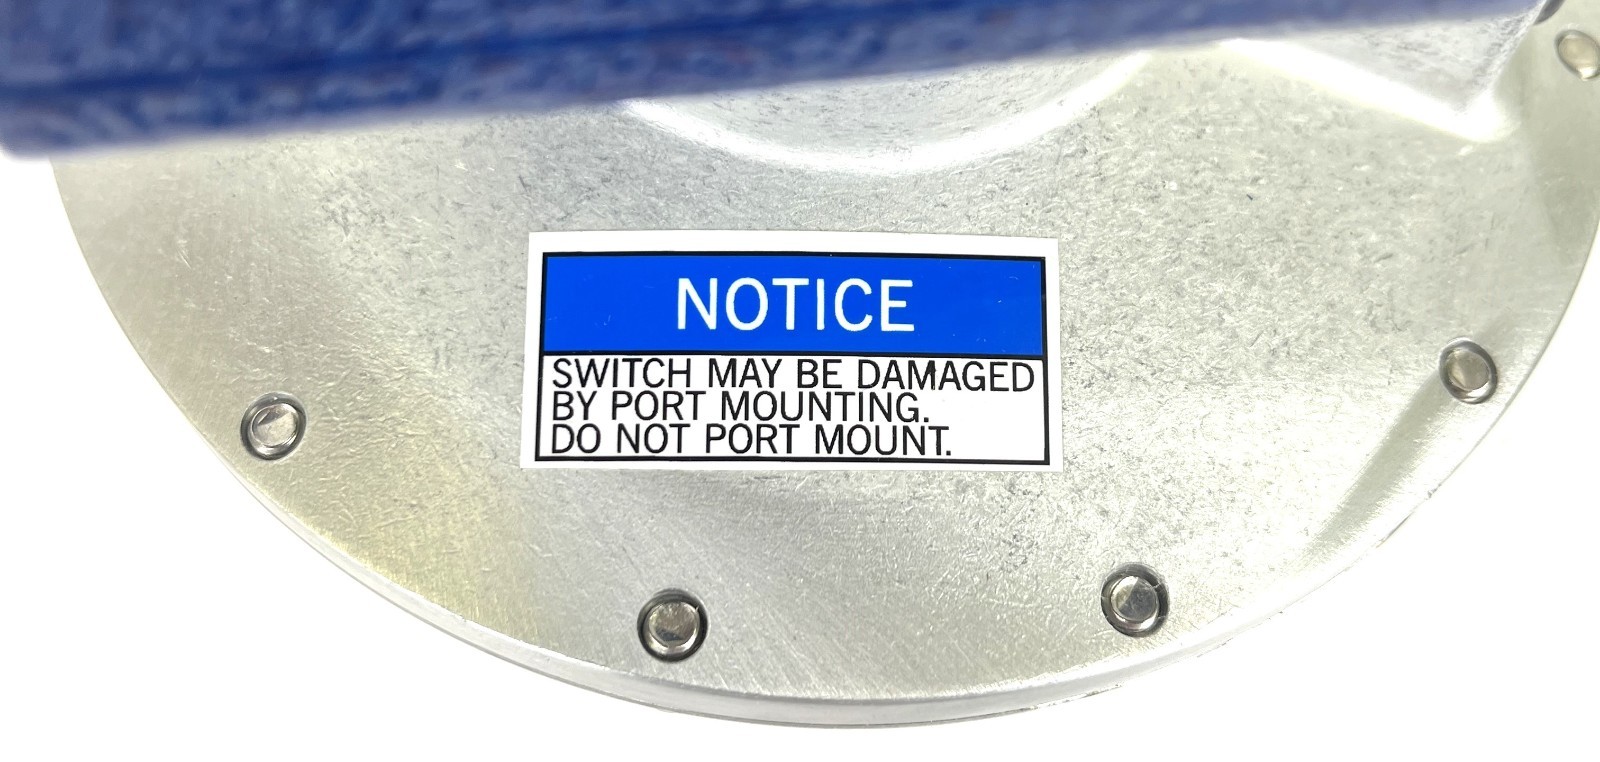 NOTICE
SWITCH MAY BE DAMAGED
BY PORT MOUNTING.
DO NOT PORT MOUNT.